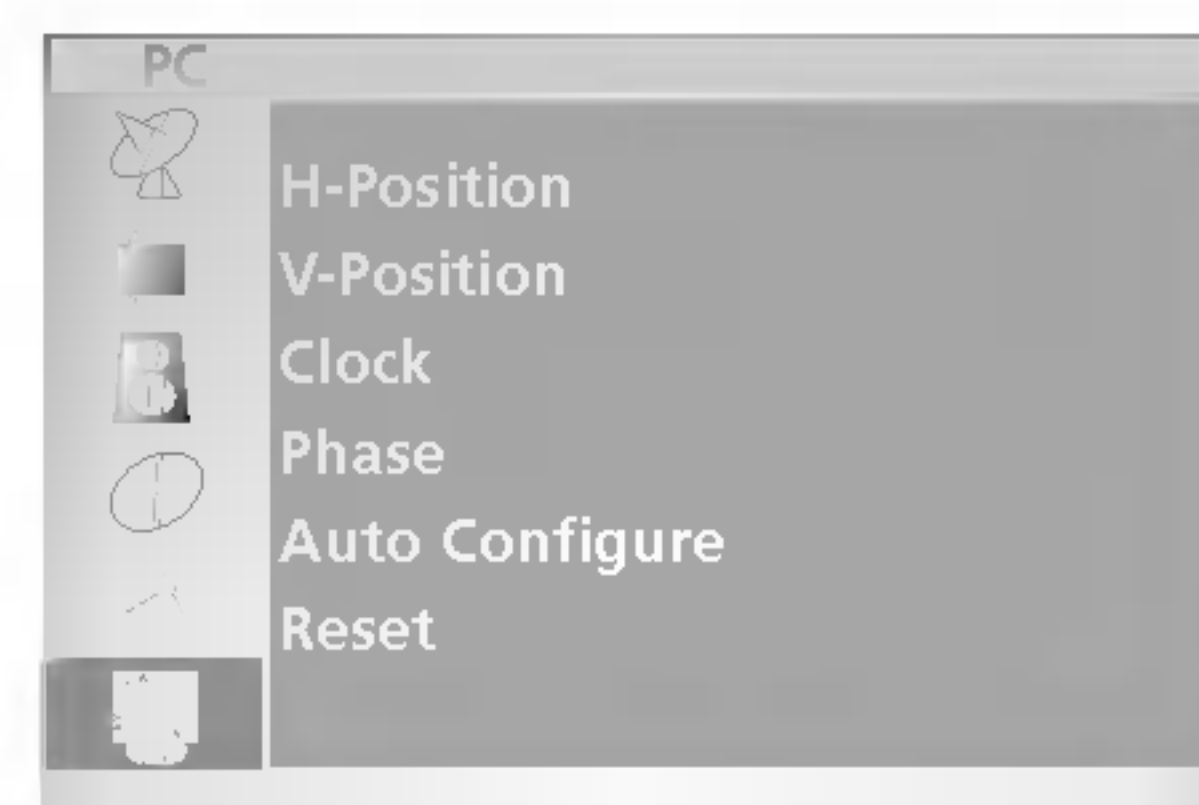 PC
H-Position
V-Position
Clock
Phase
Auto Configure
Reset